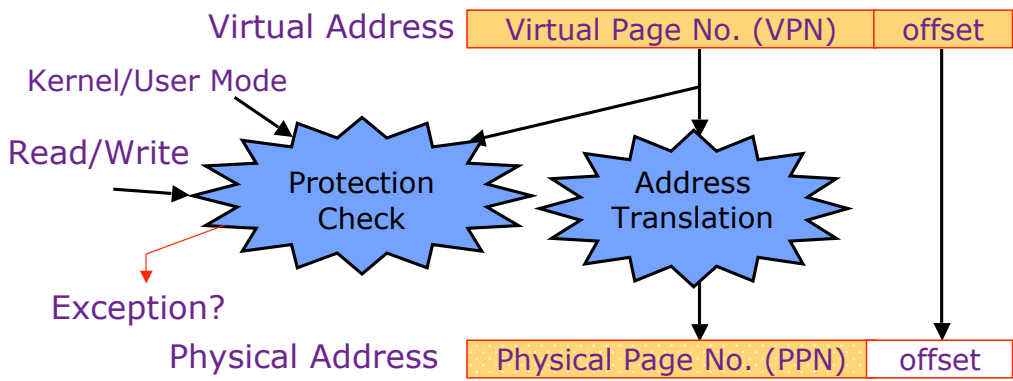 Virtual Address
Virtual Page No. (VPN)
offset
Kernel/User Mode
Read/Write
Protection
Check
Address
Translation
Exception?
Physical Address
Physical Page No. (PPN)
offset